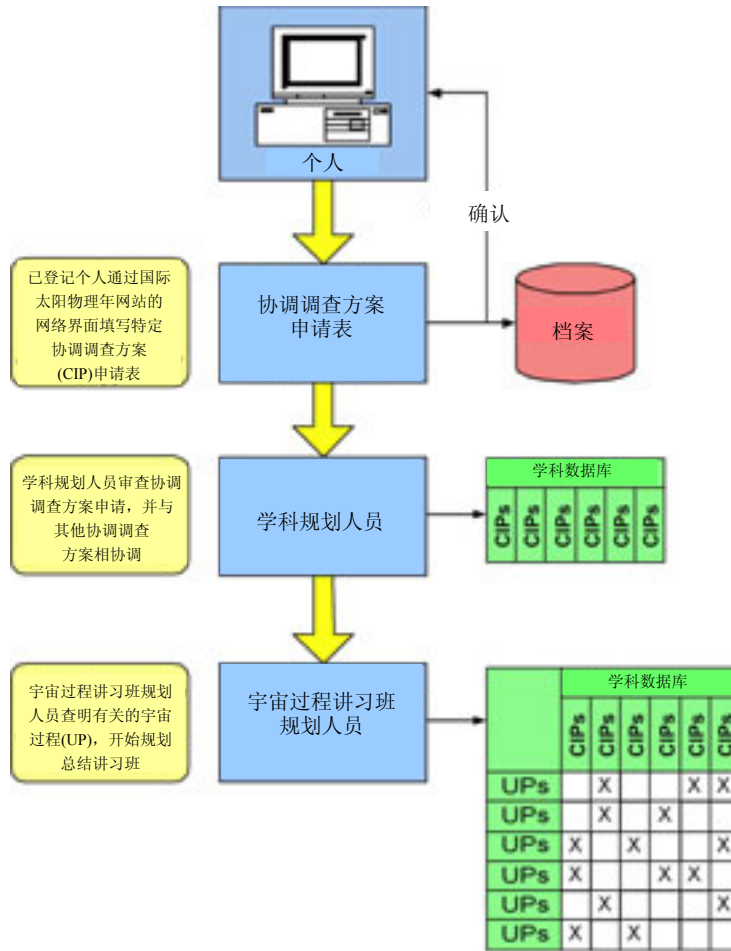 个人
确认
已登记个人通过国际
太阳物理年网站的
网络界面填写特定
协调调查方案
(CIP)申请表
协调调查方案
申请表
档案
学科规划人员审查协调
调查方案申请，并与
其他协调调查
方案相协调
学科规划人员
学科数据库
CIPs CIPs CIPs CIPs CIPs CIPs
宇宙过程讲习班规划
人员查明有关的宇宙
过程(UP)，开始规划
总结讲习班
宇宙过程讲习班
规划人员
学科数据库
CIPs CIPs CIPs CIPs CIPs CIPs
UPs X X X
UPs X X
UPs X X X
UPs X X X
UPs X X
UPs X X